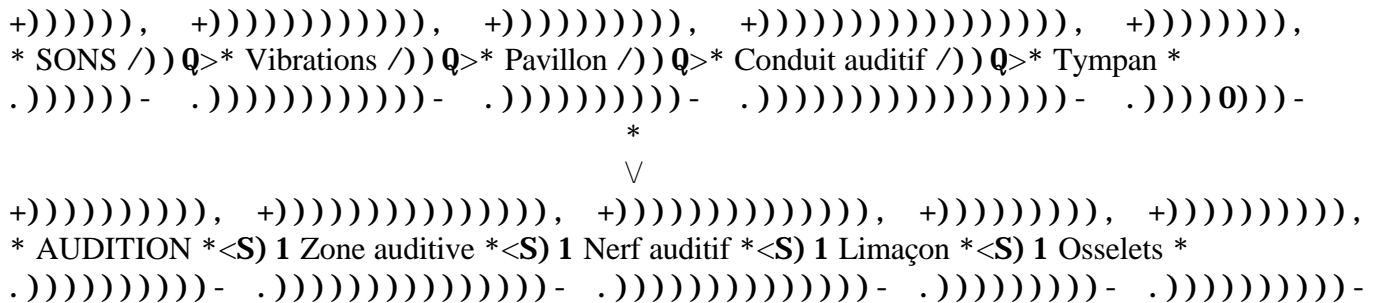 +)))))), +)))))))))))), +)))))))))), +))))))))))))))))), +)))))))),
* SONS /))Q>* Vibrations /))Q>* Pavillon /))Q>* Conduit auditif /))Q>* Tympan *
.))))))- .))))))))))))- .))))))))))- .)))))))))))))))))- .))))0)))-
*
\/
+)))))))))), +))))))))))))))), +)))))))))))))), +))))))))), +)))))))))),
* AUDITION *<S)1 Zone auditive *<S)1 Nerf auditif *<S)1 Limaçon *<S)1 Osselets *
.))))))))))- .)))))))))))))))- .))))))))))))))- .)))))))))- .))))))))))-